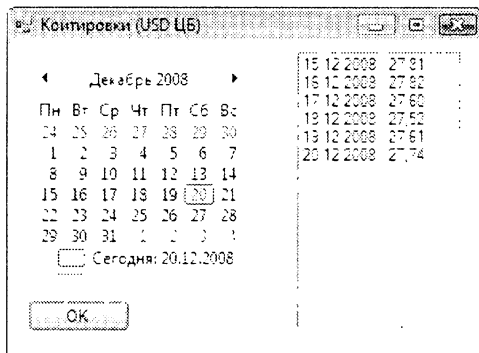 Контировки (USD ЦБ)
Декабрь 2008
Пн Вт Ср Чт Пт Сб Вс
24 25 26 27 28 29 30
1 2 3 4 5 6 7
8 9 10 11 12 13 14
15 16 17 18 19 20 21
22 23 24 25 26 27 28
29 30 31 1 2 3 4
Сегодня: 20.12.2008
OK
15 12 2008 27,81
16 12 2008 27,82
17 12 2008 27,60
18 12 2008 27,52
19 12 2008 27,61
20 12 2008 27,74